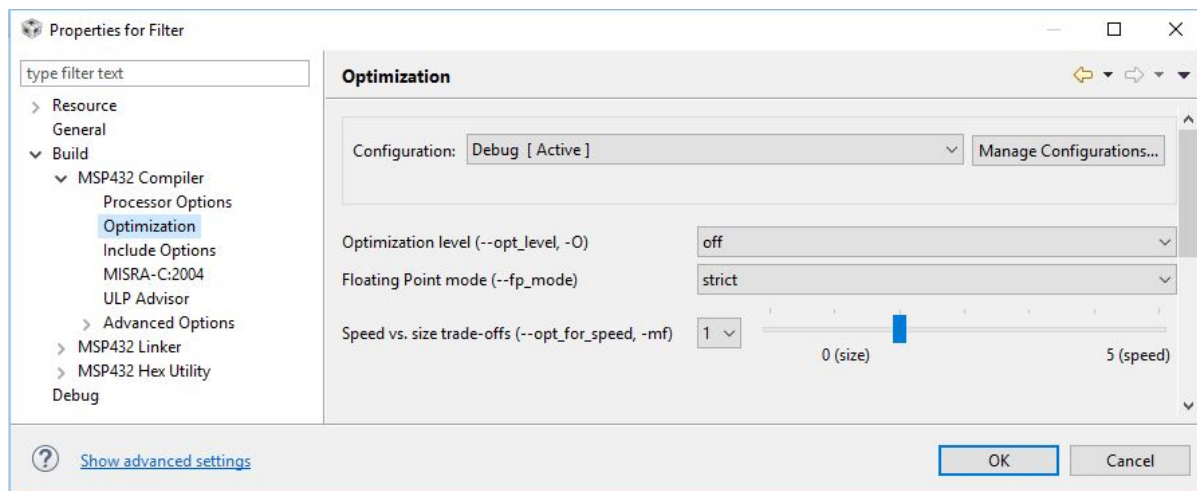 Properties for Filter
type filter text
Resource
General
Build
MSP432 Compiler
Processor Options
Optimization
Include Options
MISRA-C:2004
ULP Advisor
Advanced Options
MSP432 Linker
MSP432 Hex Utility
Debug
Optimization
Configuration: Debug [ Active ] Manage Configurations...
Optimization level (--opt_level, -O) off
Floating Point mode (--fp_mode) strict
Speed vs. size trade-offs (--opt_for_speed, -mf) 1
0 (size) 5 (speed)
? Show advanced settings OK Cancel